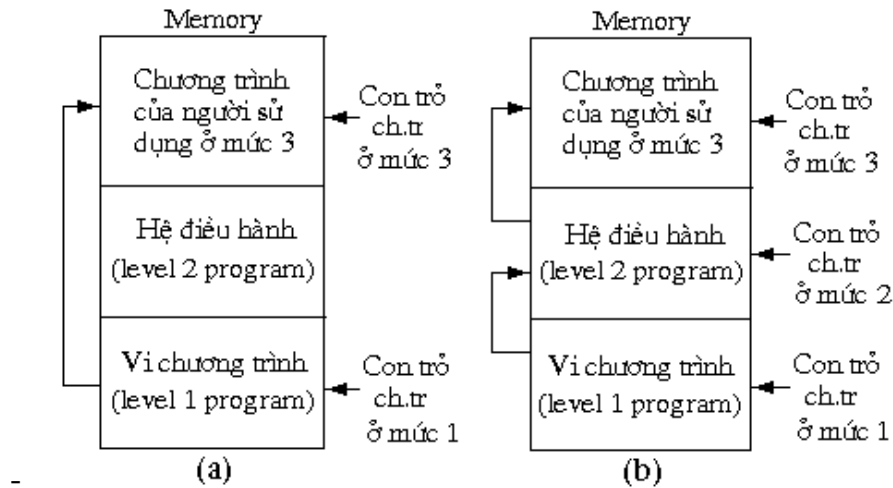 Memory
Chương trình
của người sử
dụng ở mức 3
Con trỏ
ch.tr
ở mức 3
Hệ điều hành
(level 2 program)
Vi chương trình
(level 1 program)
Con trỏ
ch.tr
ở mức 1
(a)
Memory
Chương trình
của người sử
dụng ở mức 3
Con trỏ
ch.tr
ở mức 3
Hệ điều hành
(level 2 program)
Con trỏ
ch.tr
ở mức 2
Vi chương trình
(level 1 program)
Con trỏ
ch.tr
ở mức 1
(b)
-